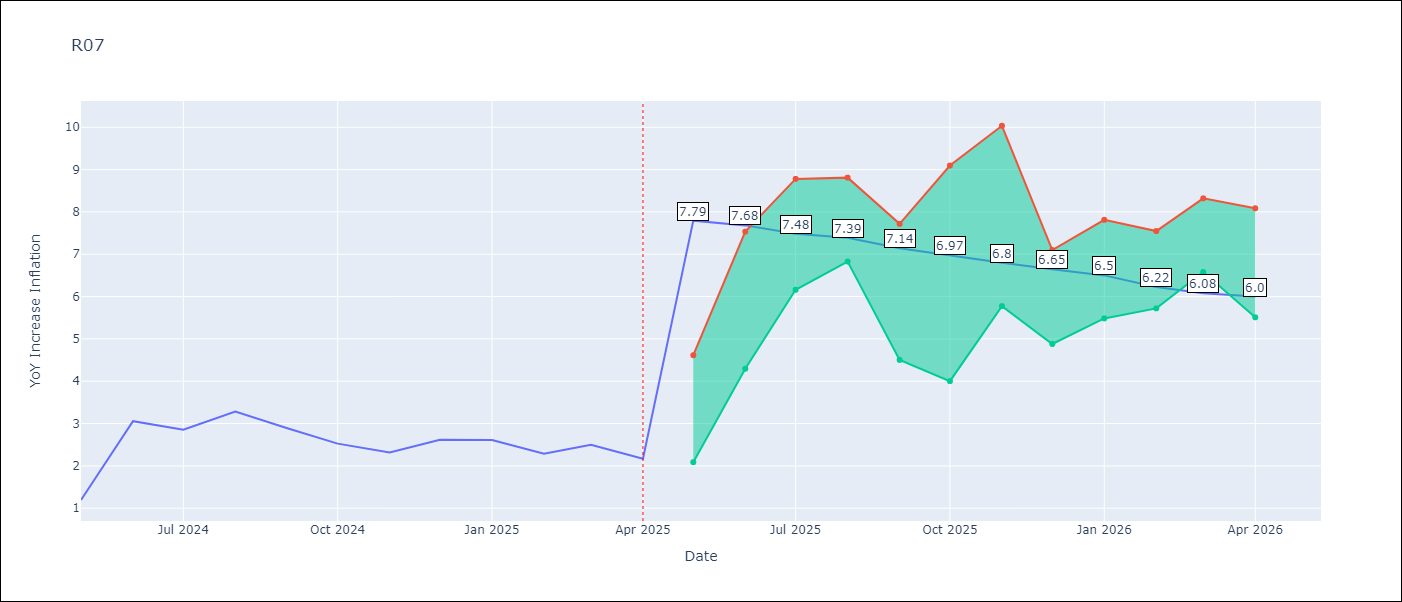 R07
YoY Increase Inflation
10
9
8
7
6
5
4
3
2
1
7.79
7.68
7.48
7.39
7.14
6.97
6.8
6.65
6.5
6.22
6.08
6.0
Jul 2024
Oct 2024
Jan 2025
Apr 2025
Jul 2025
Oct 2025
Jan 2026
Apr 2026
Date